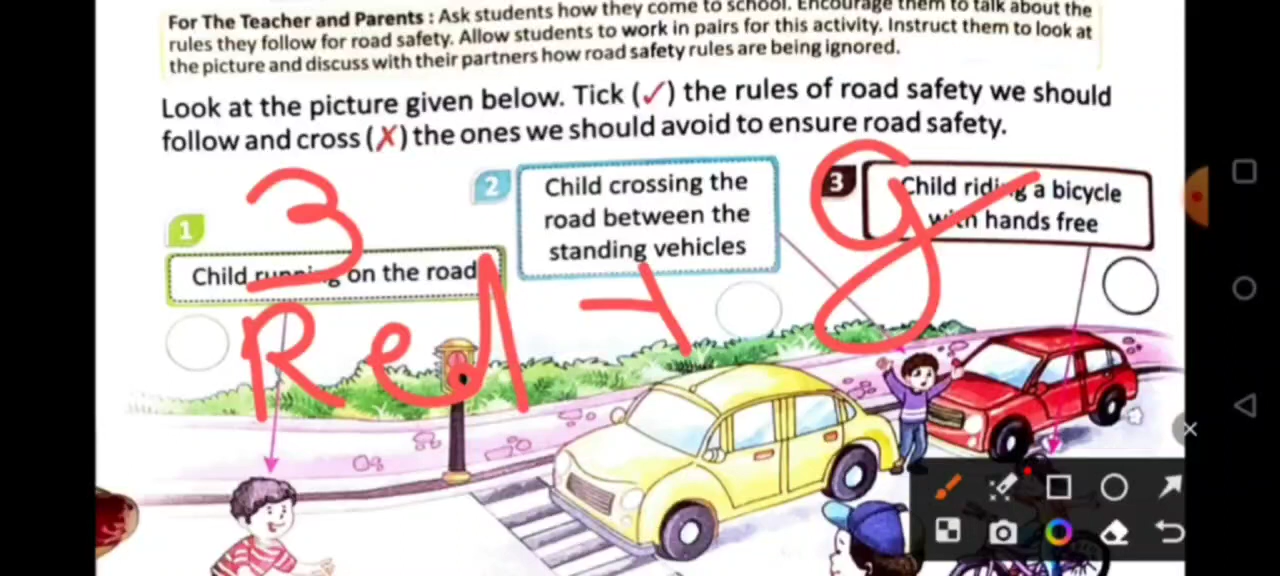 For The Teacher and Parents : Ask students how they come to school. Encourage them to talk about the
rules they follow for road safety. Allow students to work in pairs for this activity. Instruct them to look at
the picture and discuss with their partners how road safety rules are being ignored.
Look at the picture given below. Tick (✓) the rules of road safety we should
follow and cross (✗) the ones we should avoid to ensure road safety.
1
Child running on the road
2
Child crossing the
road between the
standing vehicles
3
Child riding a bicycle
with hands free
3
Red y g